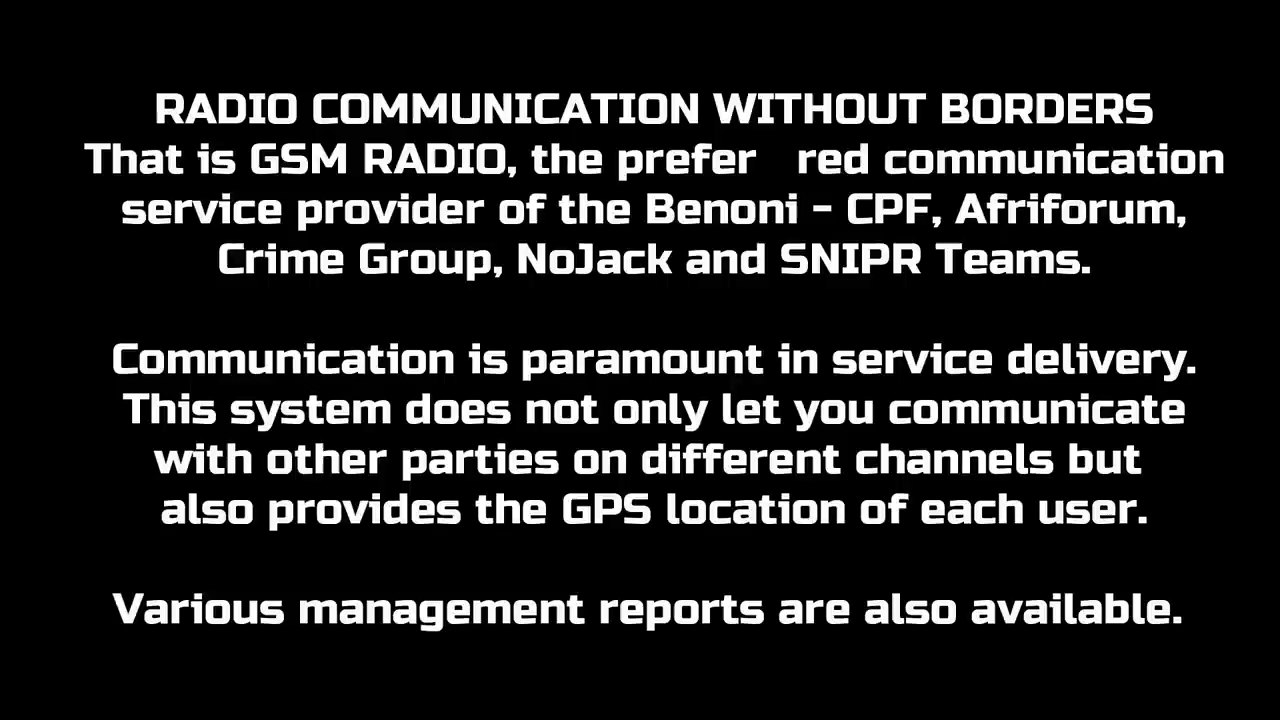 RADIO COMMUNICATION WITHOUT BORDERS
That is GSM RADIO, the prefer   red communication
service provider of the Benoni - CPF, Afriforum,
Crime Group, NoJack and SNIPR Teams.
Communication is paramount in service delivery.
This system does not only let you communicate
with other parties on different channels but
also provides the GPS location of each user.
Various management reports are also available.